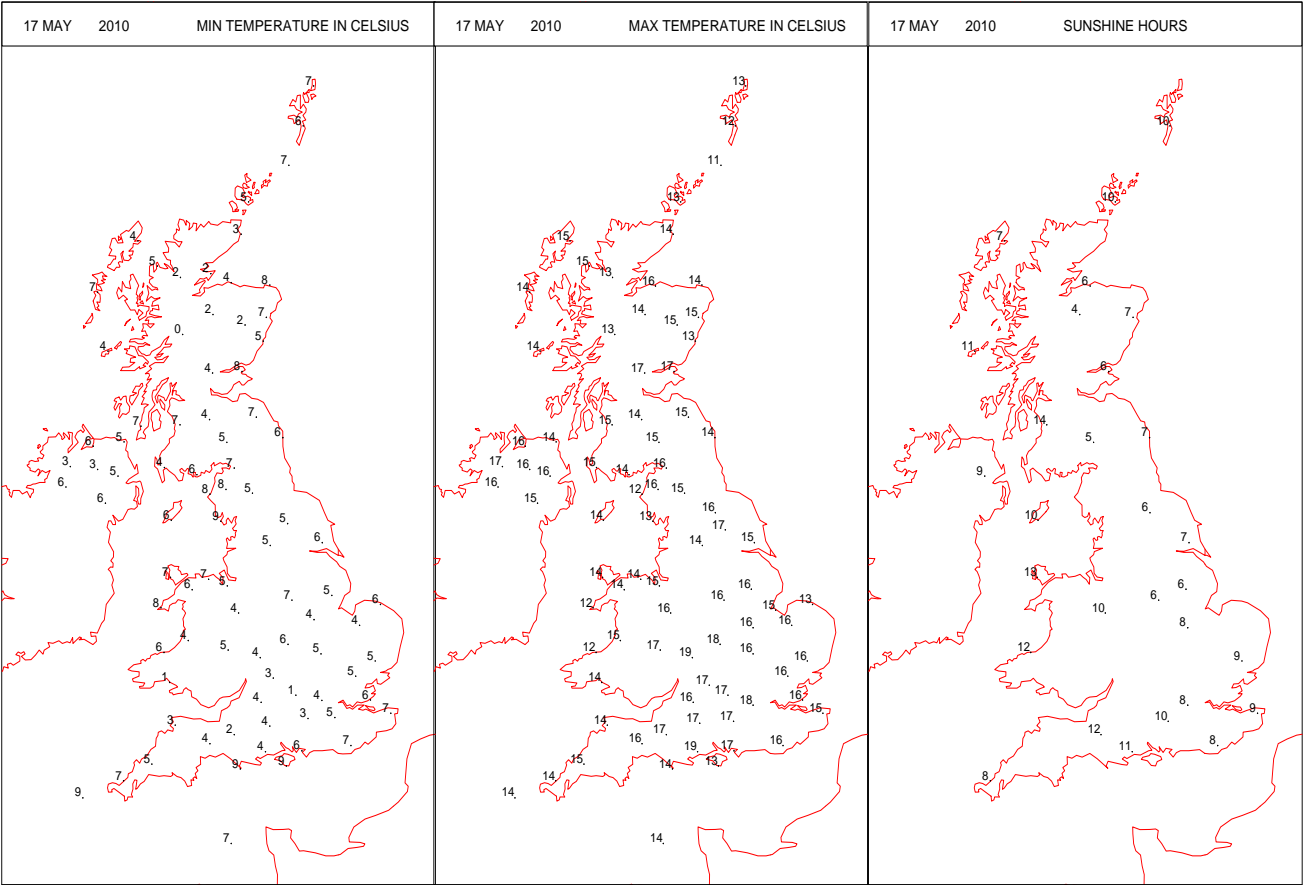 17 MAY 2010 MIN TEMPERATURE IN CELSIUS
7.
6.
7.
5.
3.
4.
5.
2. 2.
4. 8.
7.
2. 7.
0. 2.
5.
4.
4. 8.
7. 7. 4. 7.
6. 5. 5. 6.
3. 3. 5. 4. 6. 7.
6. 6. 8. 8. 5.
6. 9. 5.
5. 6.
7. 6. 7. 5.
8. 4. 7. 5. 6.
4. 4.
6. 4. 5. 6. 5.
4. 6.
1. 3. 5.
1. 4. 6.
4. 3. 5. 7.
3. 2. 4.
4. 4. 6. 7.
5. 9. 9.
7.
9.
7.
17 MAY 2010 MAX TEMPERATURE IN CELSIUS
13.
12.
11.
13.
14.
15.
15. 13.
14. 16. 14.
14. 15.
13. 15. 13.
14.
17. 17.
15. 14. 15.
16. 14. 15. 14.
17. 16. 16. 15. 14. 16.
16. 15. 12. 16. 15.
14. 13. 16.
17.
14. 15.
14. 14. 14. 15. 16.
12. 16. 16. 15. 13.
16. 16.
12. 15. 17. 18. 16.
19. 16.
14. 17. 16.
16. 17. 18. 16.
14. 17. 17. 15.
16. 17.
19. 17. 16.
15. 14. 13.
14.
14.
14.
17 MAY 2010 SUNSHINE HOURS
10.
10.
7.
6.
4. 7.
11.
6.
14.
5. 7.
9.
6.
10.
7.
13. 6.
10. 6.
8.
12.
9.
8.
10. 9.
12.
11. 8.
8.